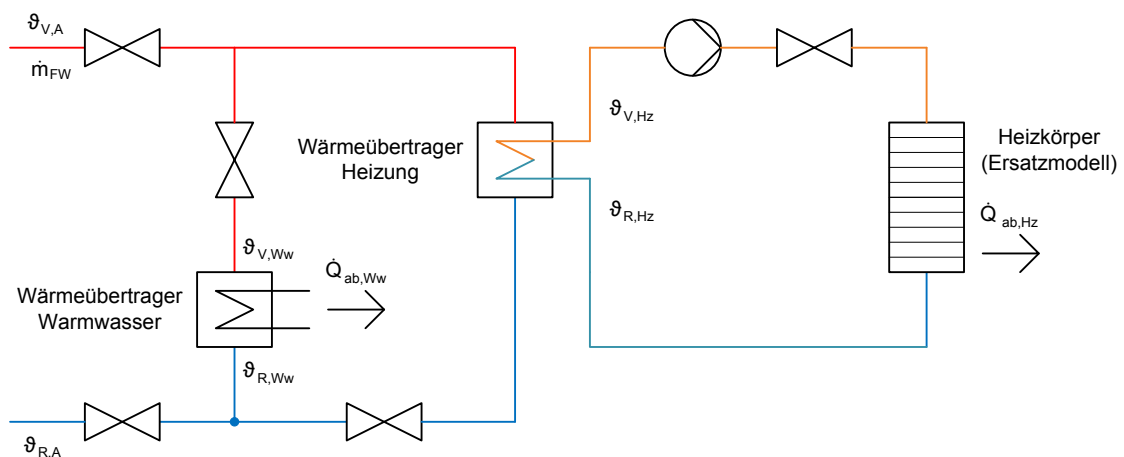 ϑV,A
ṁFW
Wärmeübertrager
Heizung
ϑV,Hz
ϑR,Hz
Heizkörper
(Ersatzmodell)
Q̇ab,Hz
ϑV,Ww
Q̇ab,Ww
Wärmeübertrager
Warmwasser
ϑR,Ww
ϑR,A